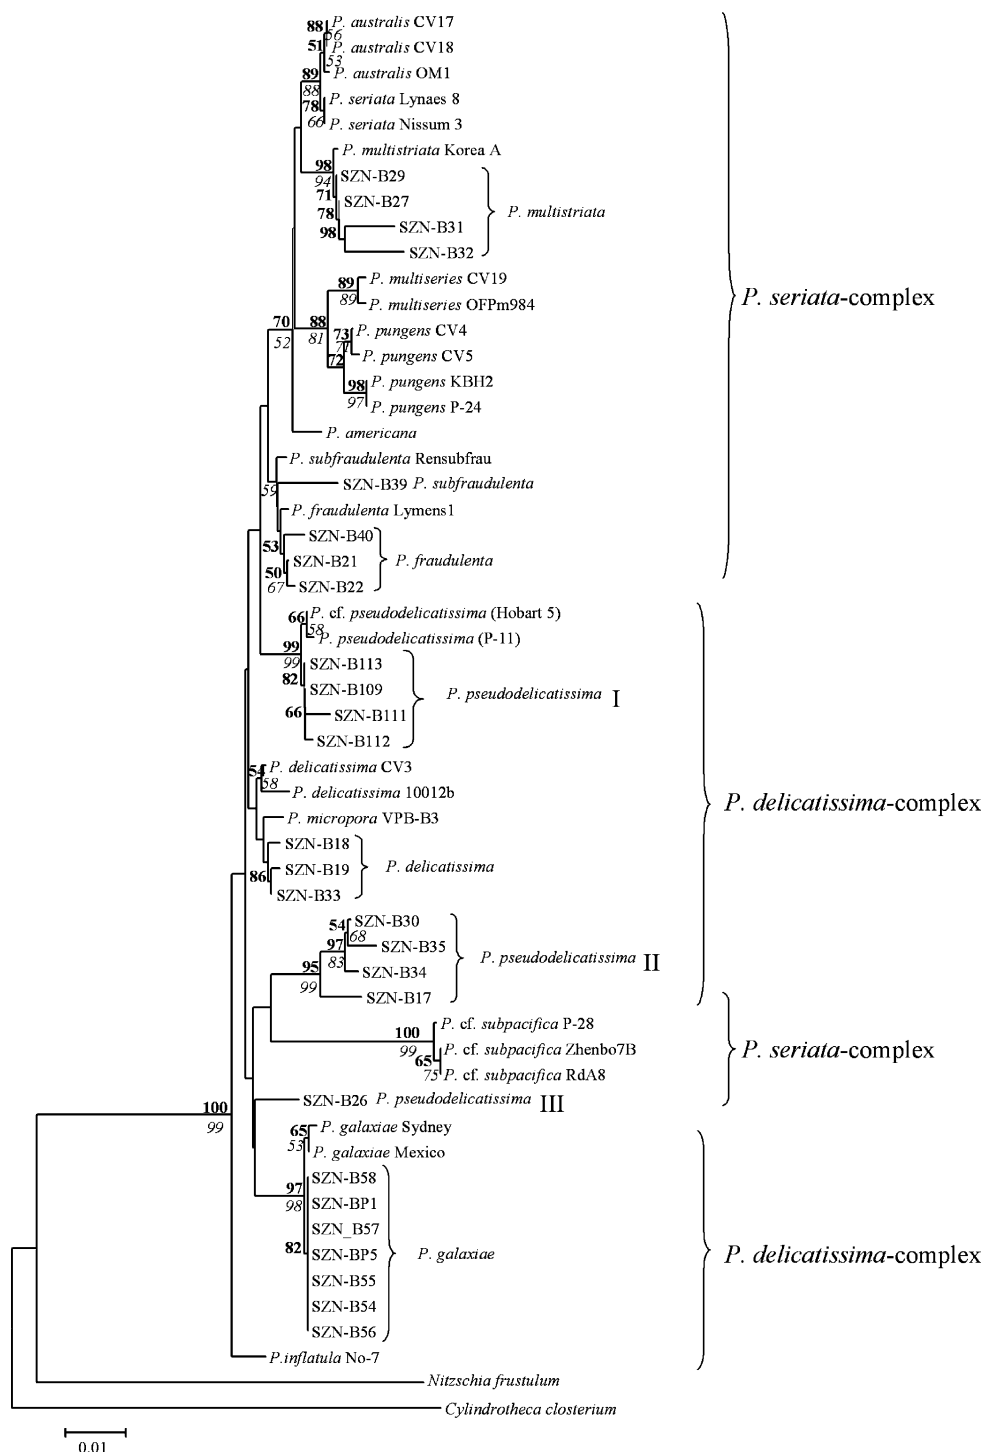 88 P. australis CV17
56
51 P. australis CV18
53
P. australis OM1
89
88
78 P. seriata Lynaes 8
66 P. seriata Nissum 3
P. multistriata Korea A
98
94 SZN-B29
71 SZN-B27
78 P. multistriata
98 SZN-B31
SZN-B32
89 P. multiseries CV19
89 P. multiseries OFPm984
P. seriata-complex
70
52
88
81
73 P. pungens CV4
71
72 P. pungens CV5
98 P. pungens KBH2
97 P. pungens P-24
P. americana
P. subfraudulenta Rensubfrau
59 SZN-B39 P. subfraudulenta
P. fraudulenta Lymens1
53 SZN-B40
SZN-B21 P. fraudulenta
50
67 SZN-B22
66 P. cf. pseudodelicatissima (Hobart 5)
58
P. pseudodelicatissima (P-11)
99
99 SZN-B113
82 SZN-B109 P. pseudodelicatissima I
66 SZN-B111
SZN-B112
54 P. delicatissima CV3
58 P. delicatissima 10012b
P. delicatissima-complex
P. micropora VPB-B3
SZN-B18
SZN-B19 P. delicatissima
86 SZN-B33
54 SZN-B30
68
97 SZN-B35
83 P. pseudodelicatissima II
95 SZN-B34
99 SZN-B17
P. cf. subpacifica P-28
100
99
65 P. cf. subpacifica Zhenbo7B
P. seriata-complex
75 P. cf. subpacifica RdA8
SZN-B26 P. pseudodelicatissima III
100
99
65 P. galaxiae Sydney
53 P. galaxiae Mexico
97 SZN-B58
98 SZN-BP1
SZN_B57
82 SZN-BP5 P. galaxiae
P. delicatissima-complex
SZN-B55
SZN-B54
SZN-B56
P.inflatula No-7
Nitzschia frustulum
Cylindrotheca closterium
0.01